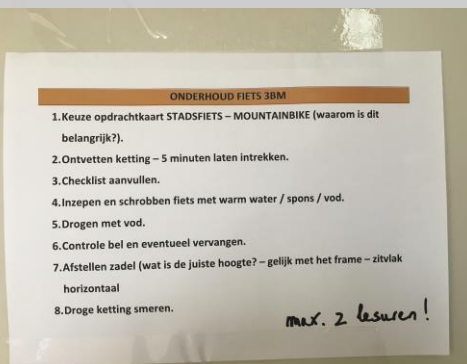 ONDERHOUD FIETS 3BM
1.Keuze opdrachtkaart STADSFIETS – MOUNTAINBIKE (waarom is dit
belangrijk?).
2.Ontvetten ketting – 5 minuten laten intrekken.
3.Checklist aanvullen.
4.Inzepen en schrobben fiets met warm water / spons / vod.
5.Drogen met vod.
6.Controle bel en eventueel vervangen.
7.Afstellen zadel (wat is de juiste hoogte? – gelijk met het frame – zitvlak
horizontaal
8.Droge ketting smeren.
max. 2 lesuren!